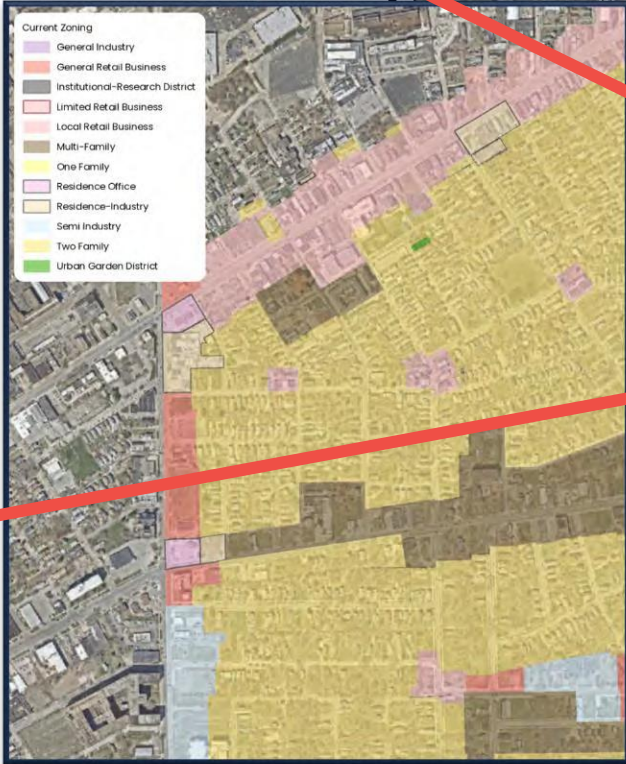 Current Zoning
General Industry
General Retail Business
Institutional-Research District
Limited Retail Business
Local Retail Business
Multi-Family
One Family
Residence Office
Residence-Industry
Semi Industry
Two Family
Urban Garden District